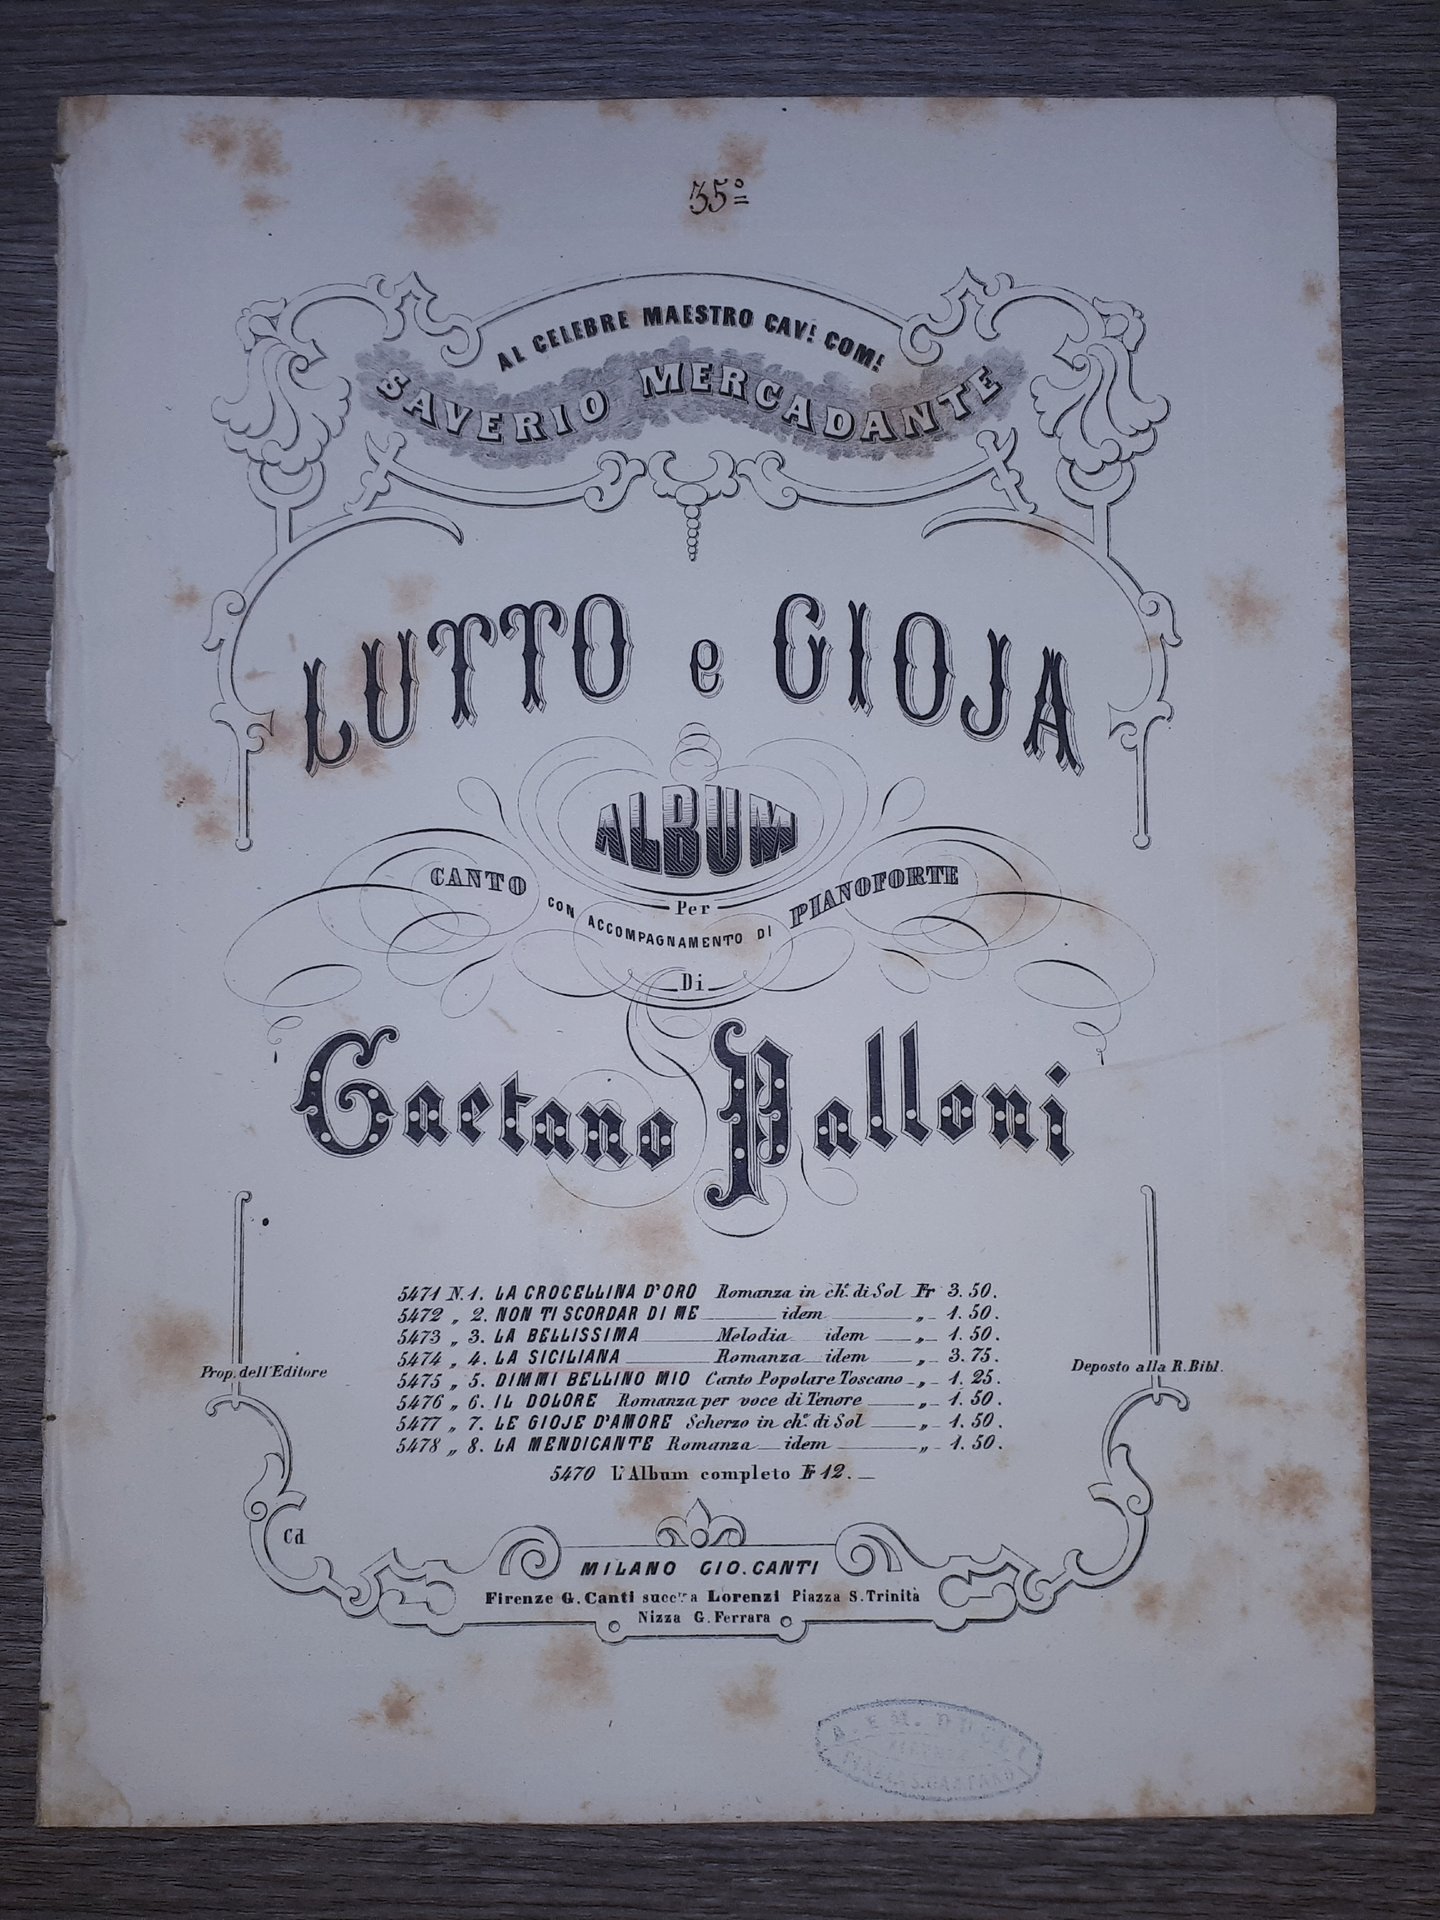 35º
AL CELEBRE MAESTRO CAV.E COM.E
SAVERIO MERCADANTE
LUTTO e GIOJA
ALBUM
Per
CANTO CON ACCOMPAGNAMENTO DI PIANOFORTE
Di
Gaetano Palloni
5471 N. 1. LA CROCELLINA D'ORO Romanza in ch.e di Sol Fr 3. 50.
5472 „ 2. NON TI SCORDAR DI ME idem „ 1. 50.
5473 „ 3. LA BELLISSIMA Melodia idem „ 1. 50.
5474 „ 4. LA SICILIANA Romanza idem „ 3. 75.
5475 „ 5. DIMMI BELLINO MIO Canto Popolare Toscano „ 1. 25.
5476 „ 6. IL DOLORE Romanza per voce di Tenore „ 1. 50.
5477 „ 7. LE GIOJE D'AMORE Scherzo in ch.e di Sol „ 1. 50.
5478 „ 8. LA MENDICANTE Romanza idem „ 1. 50.
5470 L'Album completo Fr 12.
Prop. dell'Editore
Deposto alla R. Bibl.
Cd
MILANO GIO. CANTI
Firenze G. Canti succ.re a Lorenzi Piazza S. Trinità
Nizza G. Ferrara
DUCCI